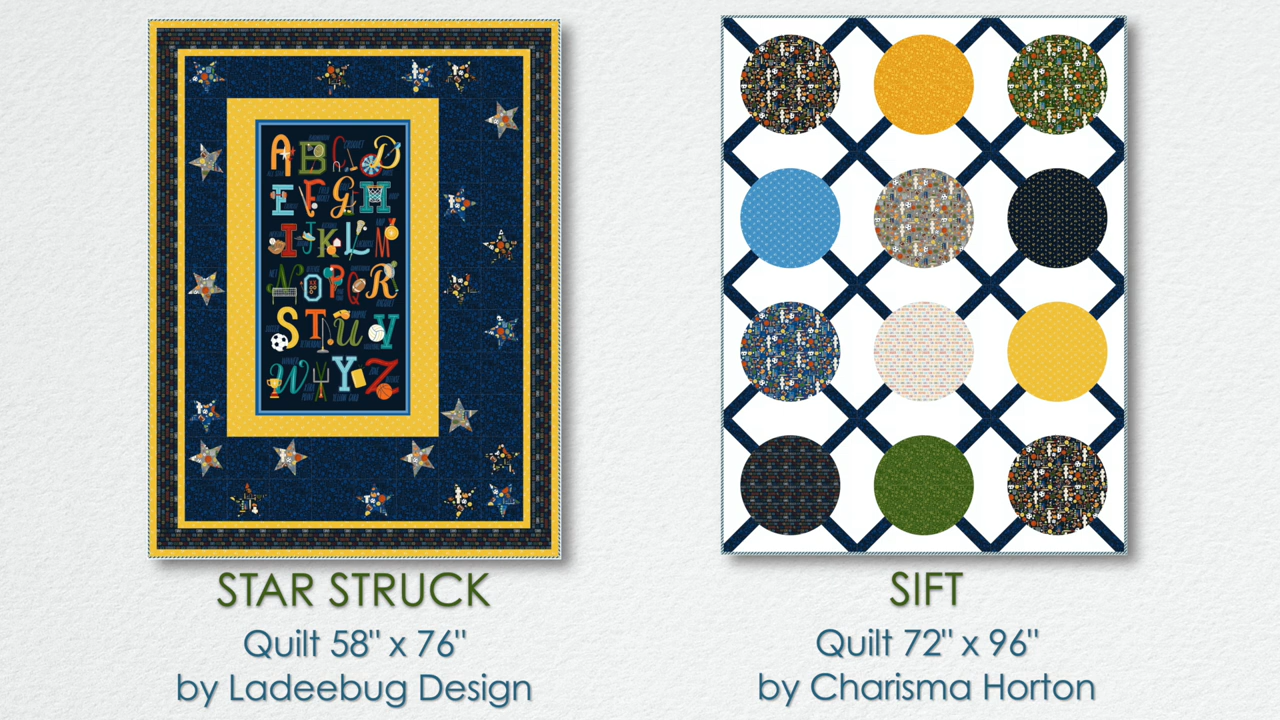 A B C D
E F G H
I J K L M
N O P Q R
S T U V
W X Y Z
STAR STRUCK
Quilt 58" x 76"
by Ladeebug Design
SIFT
Quilt 72" x 96"
by Charisma Horton